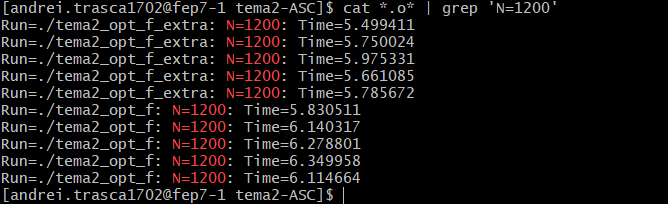 [andrei.trasca1702@fep7-1 tema2-ASC]$ cat *.o* | grep 'N=1200'
Run=./tema2_opt_f_extra: N=1200: Time=5.499411
Run=./tema2_opt_f_extra: N=1200: Time=5.750024
Run=./tema2_opt_f_extra: N=1200: Time=5.975331
Run=./tema2_opt_f_extra: N=1200: Time=5.661085
Run=./tema2_opt_f_extra: N=1200: Time=5.785672
Run=./tema2_opt_f: N=1200: Time=5.830511
Run=./tema2_opt_f: N=1200: Time=6.140317
Run=./tema2_opt_f: N=1200: Time=6.278801
Run=./tema2_opt_f: N=1200: Time=6.349958
Run=./tema2_opt_f: N=1200: Time=6.114664
[andrei.trasca1702@fep7-1 tema2-ASC]$